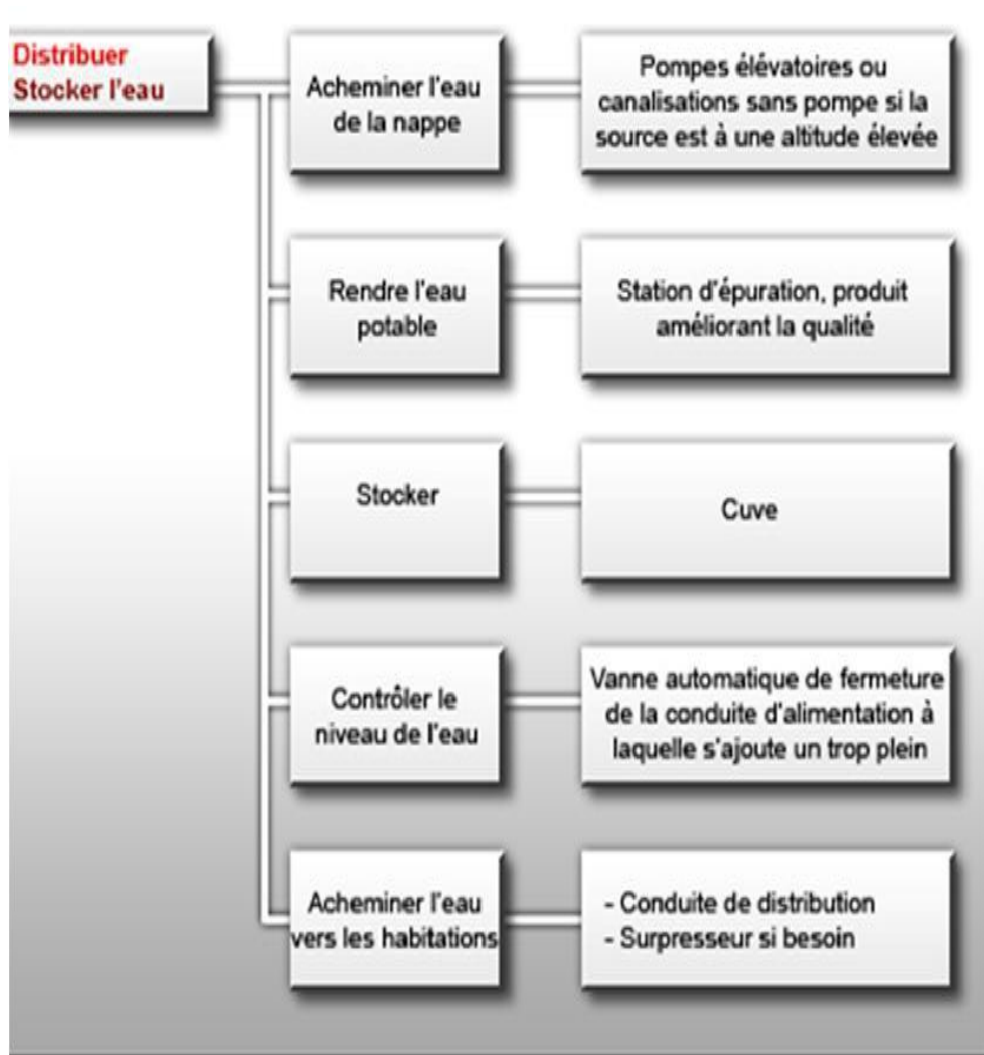 Distribuer
Stocker l'eau
Acheminer l'eau
de la nappe
Pompes élévatoires ou
canalisations sans pompe si la
source est à une altitude élevée
Rendre l'eau
potable
Station d'épuration, produit
améliorant la qualité
Stocker
Cuve
Contrôler le
niveau de l'eau
Vanne automatique de fermeture
de la conduite d'alimentation à
laquelle s'ajoute un trop plein
Acheminer l'eau
vers les habitations
- Conduite de distribution
- Surpresseur si besoin